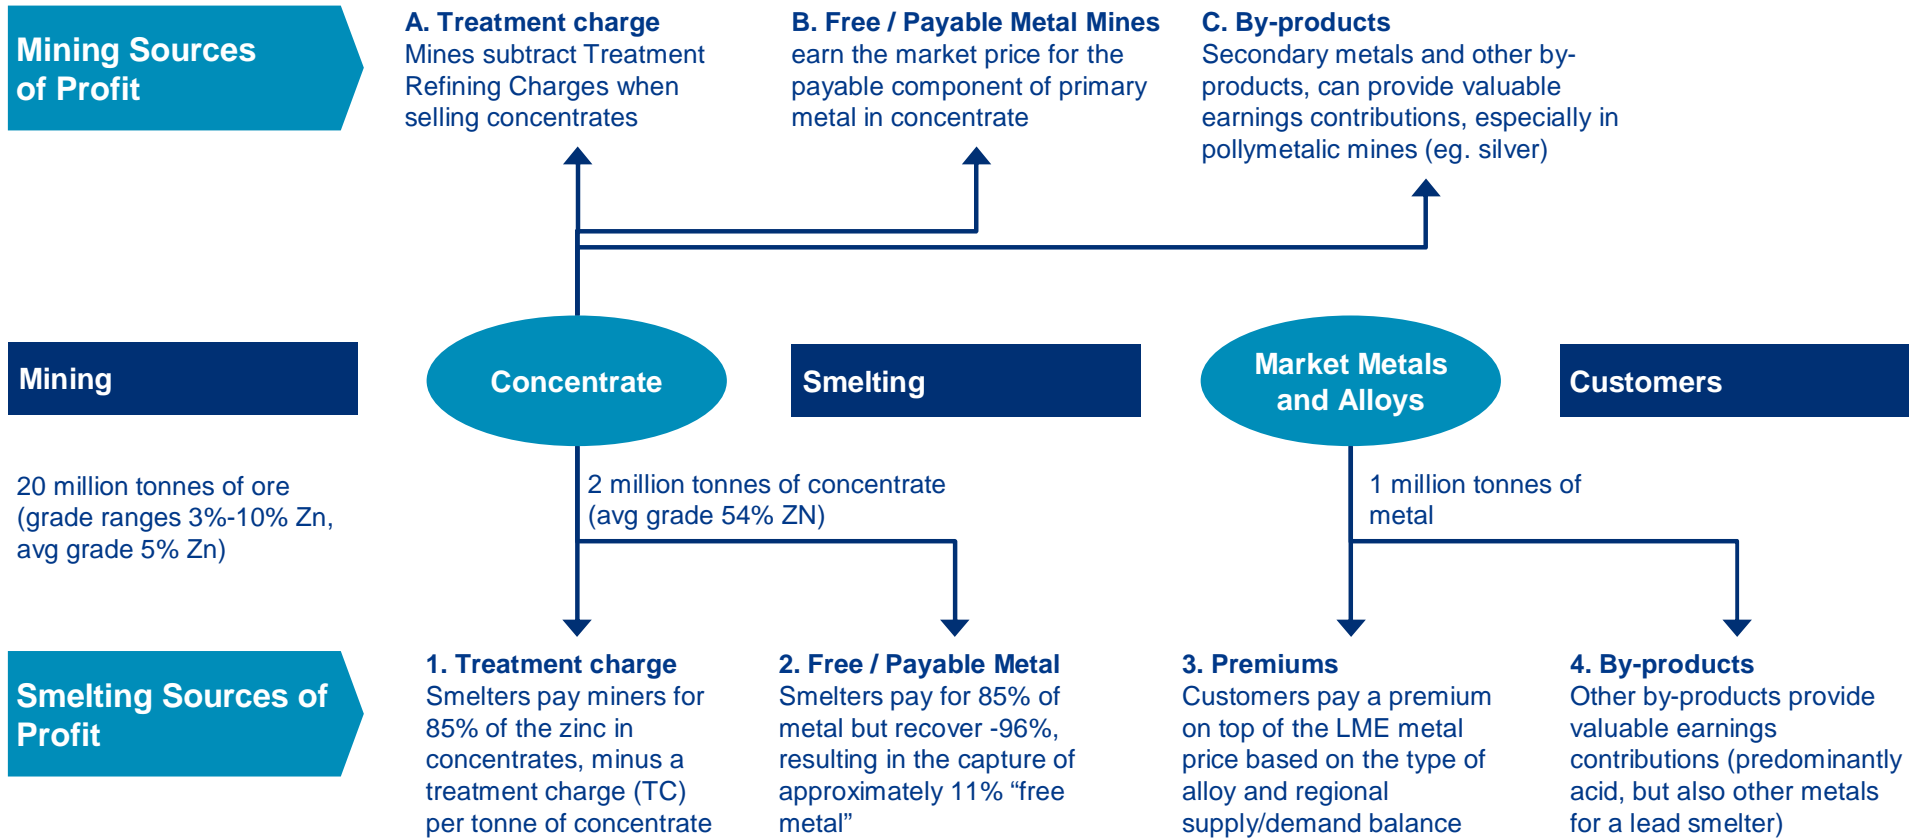 Mining Sources
of Profit
A. Treatment charge
Mines subtract Treatment
Refining Charges when
selling concentrates
B. Free / Payable Metal Mines
earn the market price for the
payable component of primary
metal in concentrate
C. By-products
Secondary metals and other by-
products, can provide valuable
earnings contributions, especially in
pollymetalic mines (eg. silver)
Mining
Concentrate
Smelting
Market Metals
and Alloys
Customers
20 million tonnes of ore
(grade ranges 3%-10% Zn,
avg grade 5% Zn)
2 million tonnes of concentrate
(avg grade 54% ZN)
1 million tonnes of
metal
Smelting Sources of
Profit
1. Treatment charge
Smelters pay miners for
85% of the zinc in
concentrates, minus a
treatment charge (TC)
per tonne of concentrate
2. Free / Payable Metal
Smelters pay for 85% of
metal but recover -96%,
resulting in the capture of
approximately 11% “free
metal”
3. Premiums
Customers pay a premium
on top of the LME metal
price based on the type of
alloy and regional
supply/demand balance
4. By-products
Other by-products provide
valuable earnings
contributions (predominantly
acid, but also other metals
for a lead smelter)